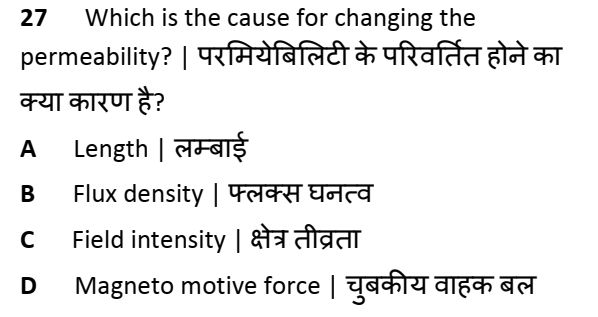 27 Which is the cause for changing the
permeability? | परमियेबिलिटी के परिवर्तित होने का
क्या कारण है?
A Length | लम्बाई
B Flux density | फ्लक्स घनत्व
C Field intensity | क्षेत्र तीव्रता
D Magneto motive force | चुबकीय वाहक बल